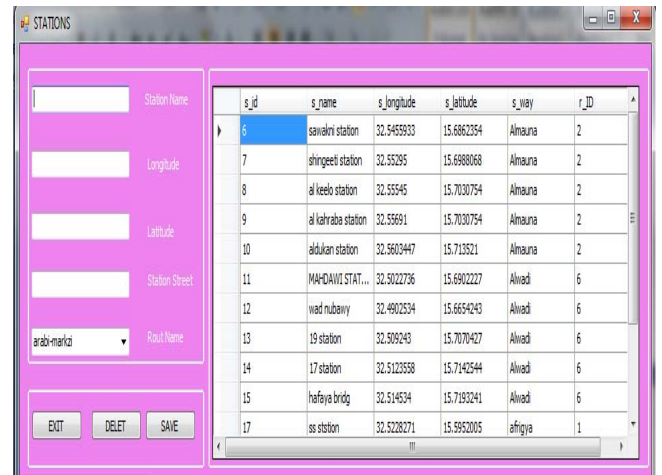 STATIONS
Station Name
Longitude
Latitude
Station Street
arabi-markzi Rout Name
EXIT DELET SAVE
s_id s_name s_longitude s_latitude s_way r_ID
6 sawakni station 32.5455933 15.6862354 Almauna 2
7 shingeeti station 32.55295 15.6988068 Almauna 2
8 al keelo station 32.55545 15.7030754 Almauna 2
9 al kahraba station 32.55691 15.7030754 Almauna 2
10 aldukan station 32.5603447 15.713521 Almauna 2
11 MAHDAWI STAT... 32.5022736 15.6902227 Alwadi 6
12 wad nubawy 32.4902534 15.6654243 Alwadi 6
13 19 station 32.509243 15.7070427 Alwadi 6
14 17 station 32.5123558 15.7142544 Alwadi 6
15 hafaya bridg 32.514534 15.7193241 Alwadi 6
17 ss ststion 32.5228271 15.5952005 afrigya 1